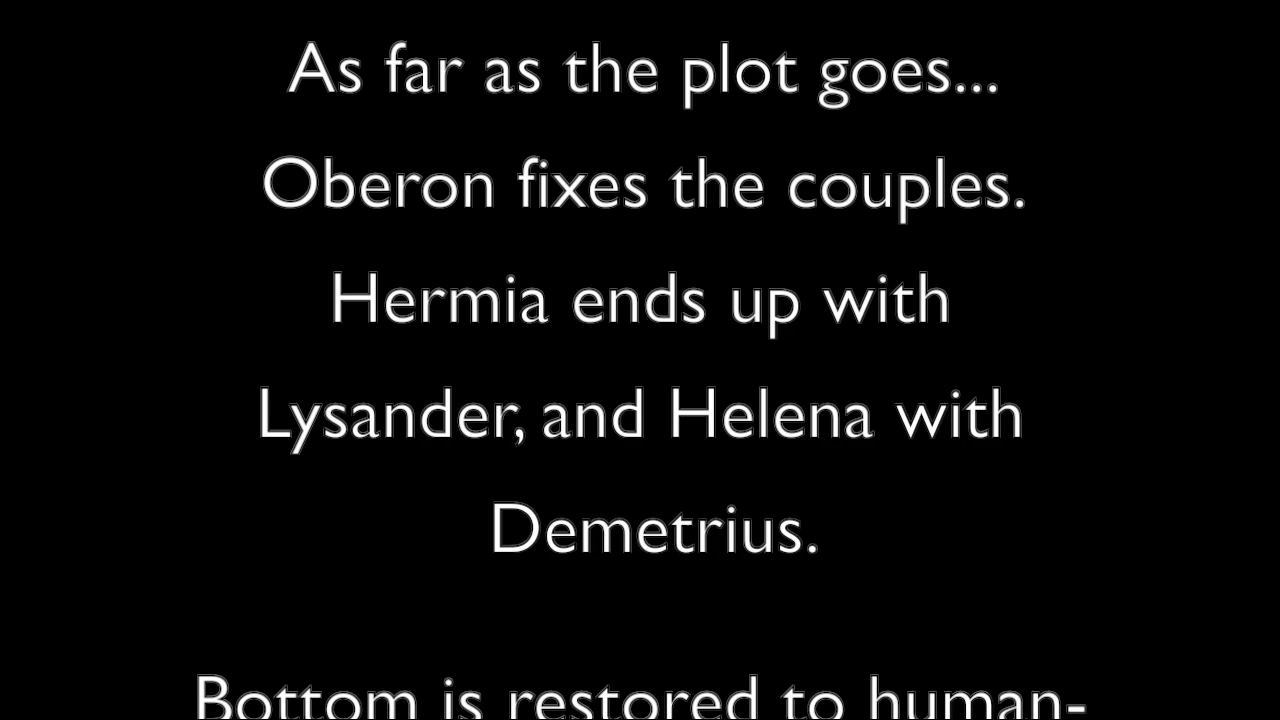 As far as the plot goes...
Oberon fixes the couples.
Hermia ends up with
Lysander, and Helena with
Demetrius.
Bottom is restored to human-